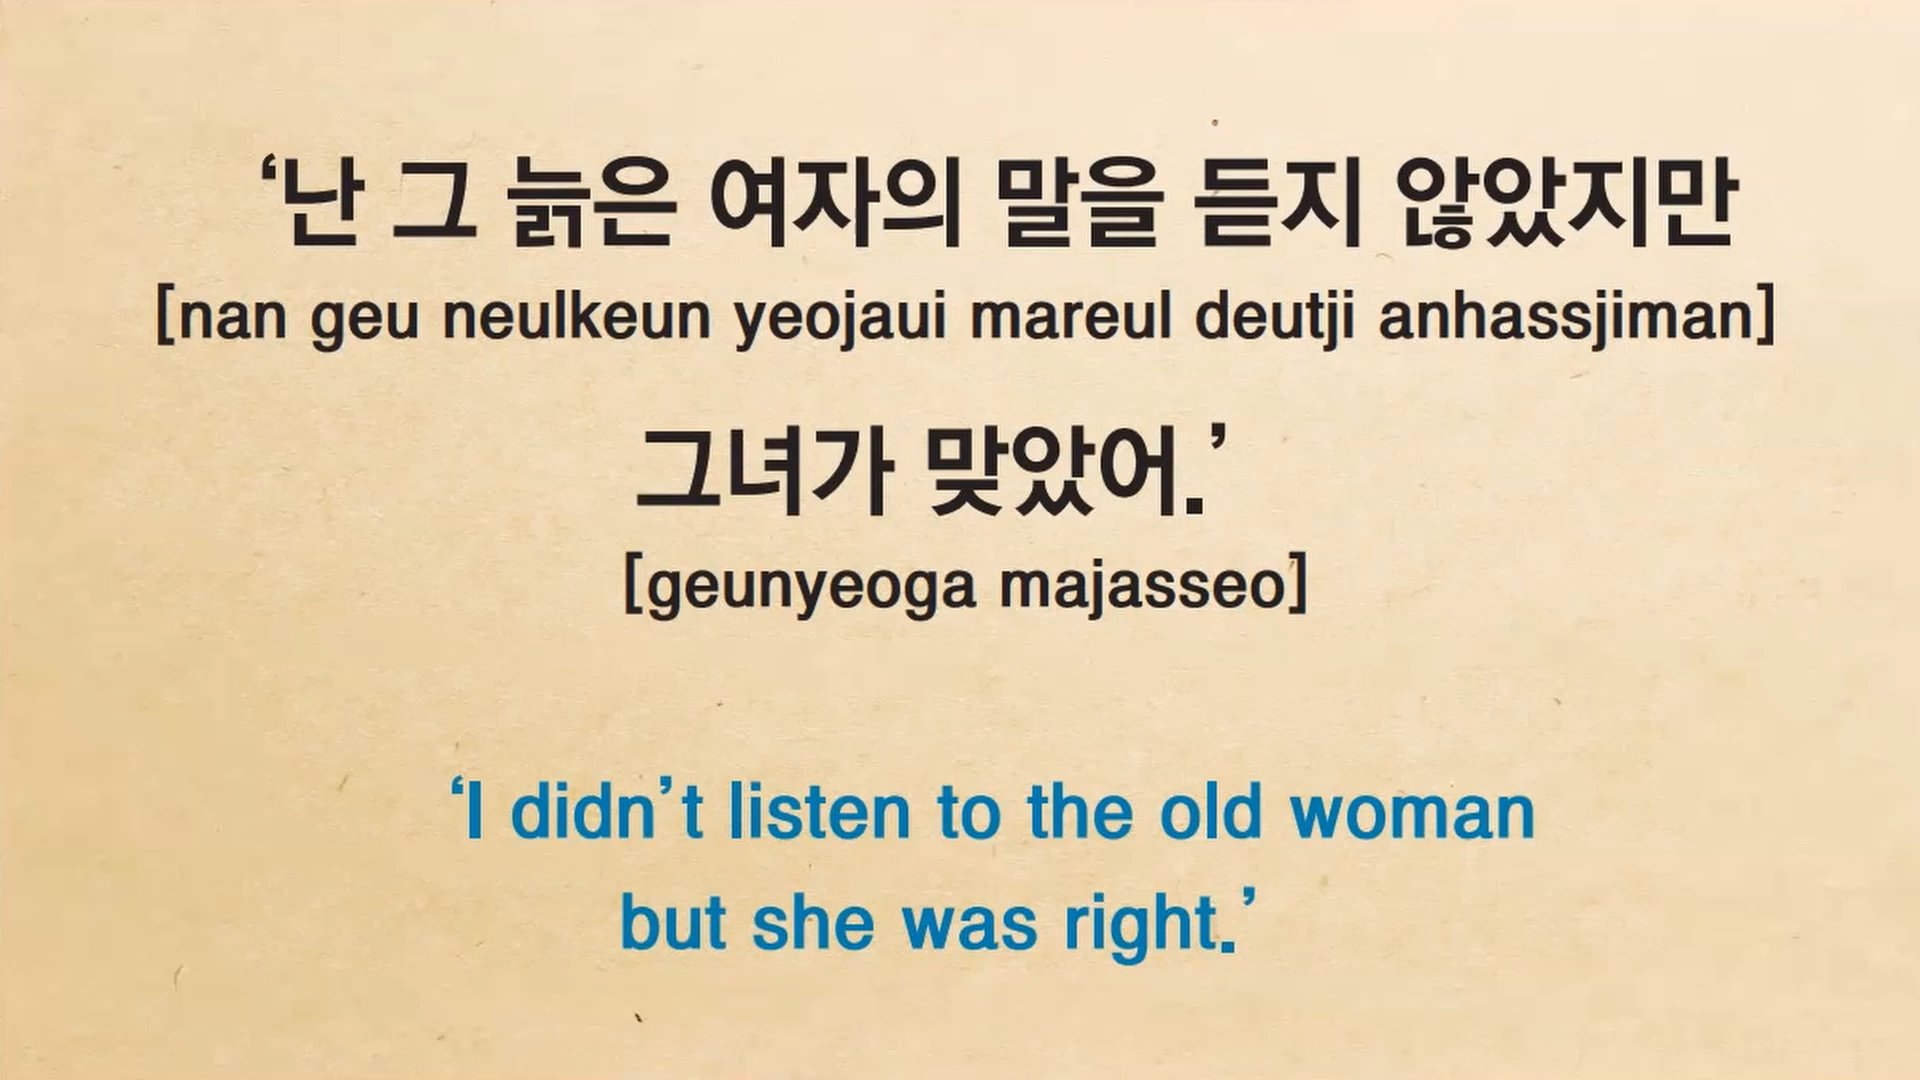 ‘난 그 늙은 여자의 말을 듣지 않았지만
[nan geu neulkeun yeojaui mareul deutji anhassjiman]
그녀가 맞았어.’
[geunyeoga majasseo]
‘I didn’t listen to the old woman
but she was right.’